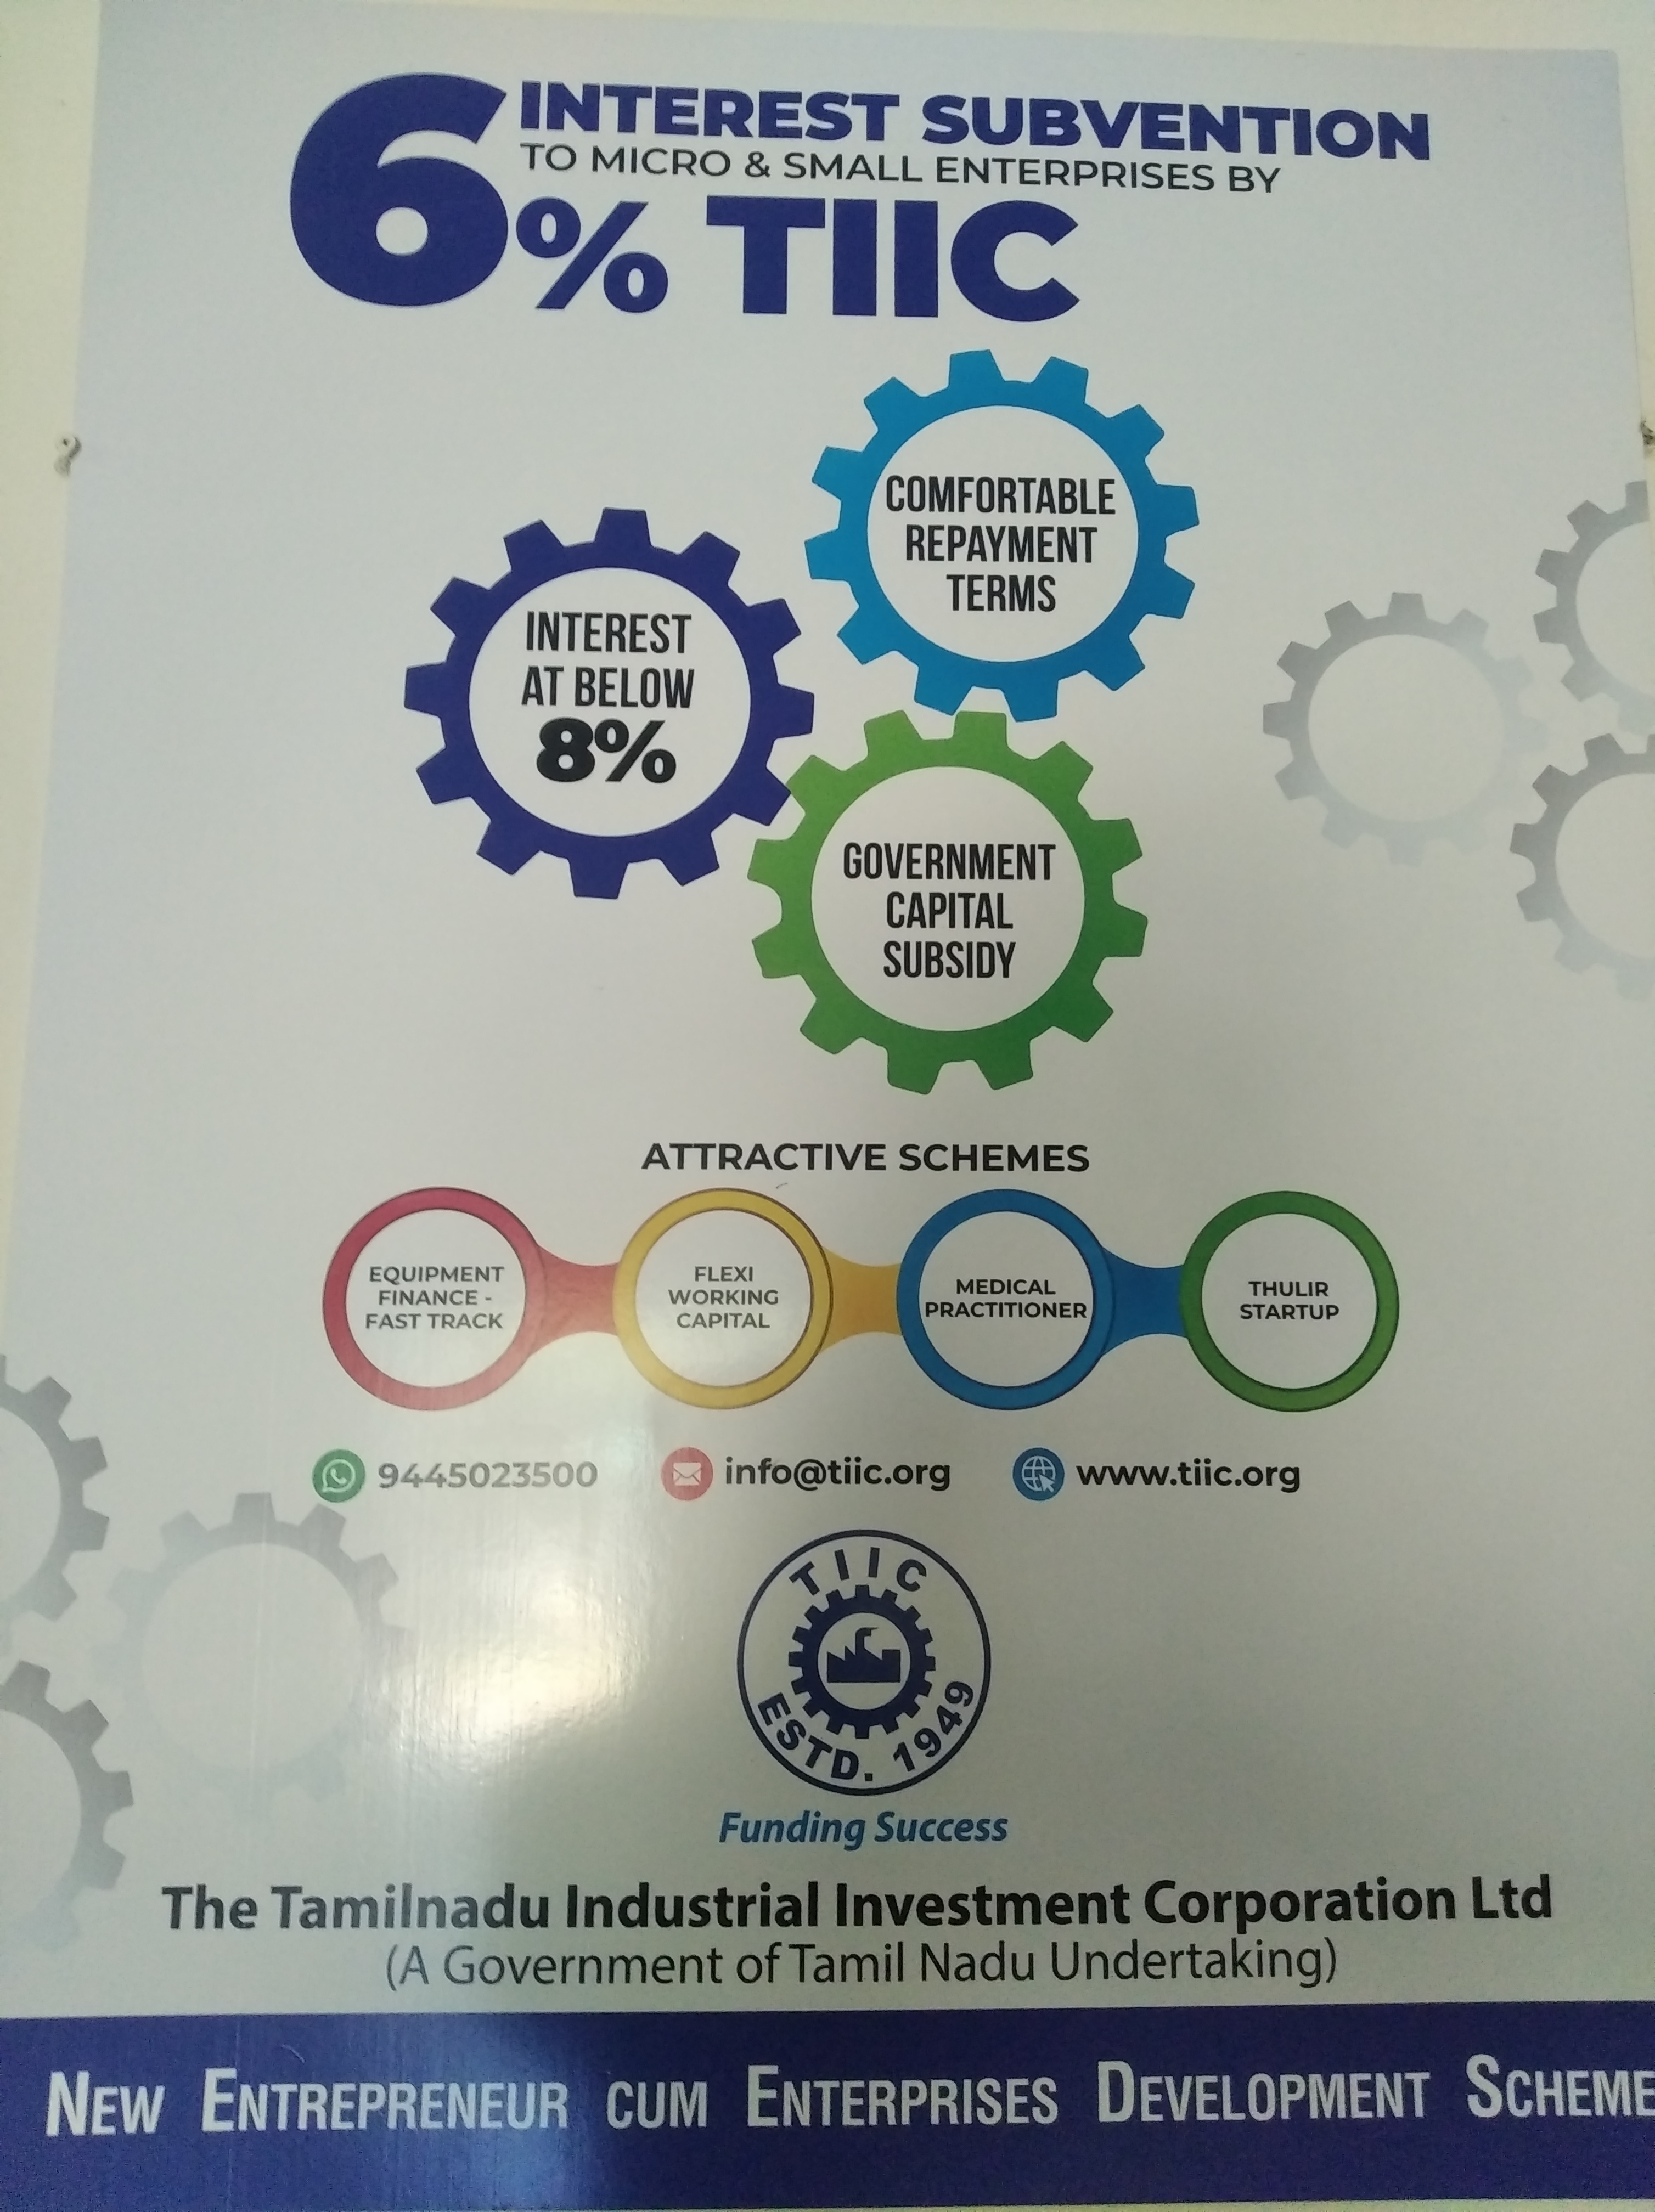 6% INTEREST SUBVENTION
TO MICRO & SMALL ENTERPRISES BY
TIIC
COMFORTABLE
REPAYMENT
TERMS
INTEREST
AT BELOW
8%
GOVERNMENT
CAPITAL
SUBSIDY
ATTRACTIVE SCHEMES
EQUIPMENT
FINANCE -
FAST TRACK
FLEXI
WORKING
CAPITAL
MEDICAL
PRACTITIONER
THULIR
STARTUP
9445023500 info@tiic.org www.tiic.org
TIIC
ESTD. 1949
Funding Success
The Tamilnadu Industrial Investment Corporation Ltd
(A Government of Tamil Nadu Undertaking)
NEW ENTREPRENEUR CUM ENTERPRISES DEVELOPMENT SCHEME